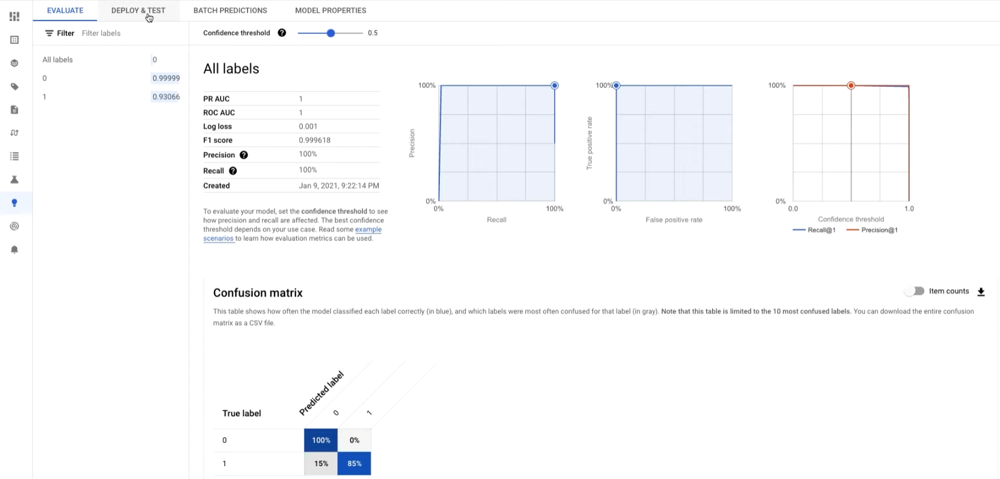 EVALUATE
DEPLOY & TEST
BATCH PREDICTIONS
MODEL PROPERTIES
Filter
Filter labels
Confidence threshold
?
0.5
All labels 0
0 0.99999
1 0.93066
All labels
PR AUC 1
ROC AUC 1
Log loss 0.001
F1 score 0.999618
Precision ? 100%
Recall ? 100%
Created Jan 9, 2021, 9:22:14 PM
To evaluate your model, set the confidence threshold to see
how precision and recall are affected. The best confidence
threshold depends on your use case. Read some example
scenarios to learn how evaluation metrics can be used.
100%
Precision
0%
0% 100%
Recall
100%
True positive rate
0%
0% 100%
False positive rate
100%
0%
0.0 1.0
Confidence threshold
Recall@1 Precision@1
Confusion matrix
Item counts
This table shows how often the model classified each label correctly (in blue), and which labels were most often confused for that label (in gray). Note that this table is limited to the 10 most confused labels. You can download the entire confusion
matrix as a CSV file.
Predicted label
True label 0 1
0 100% 0%
1 15% 85%